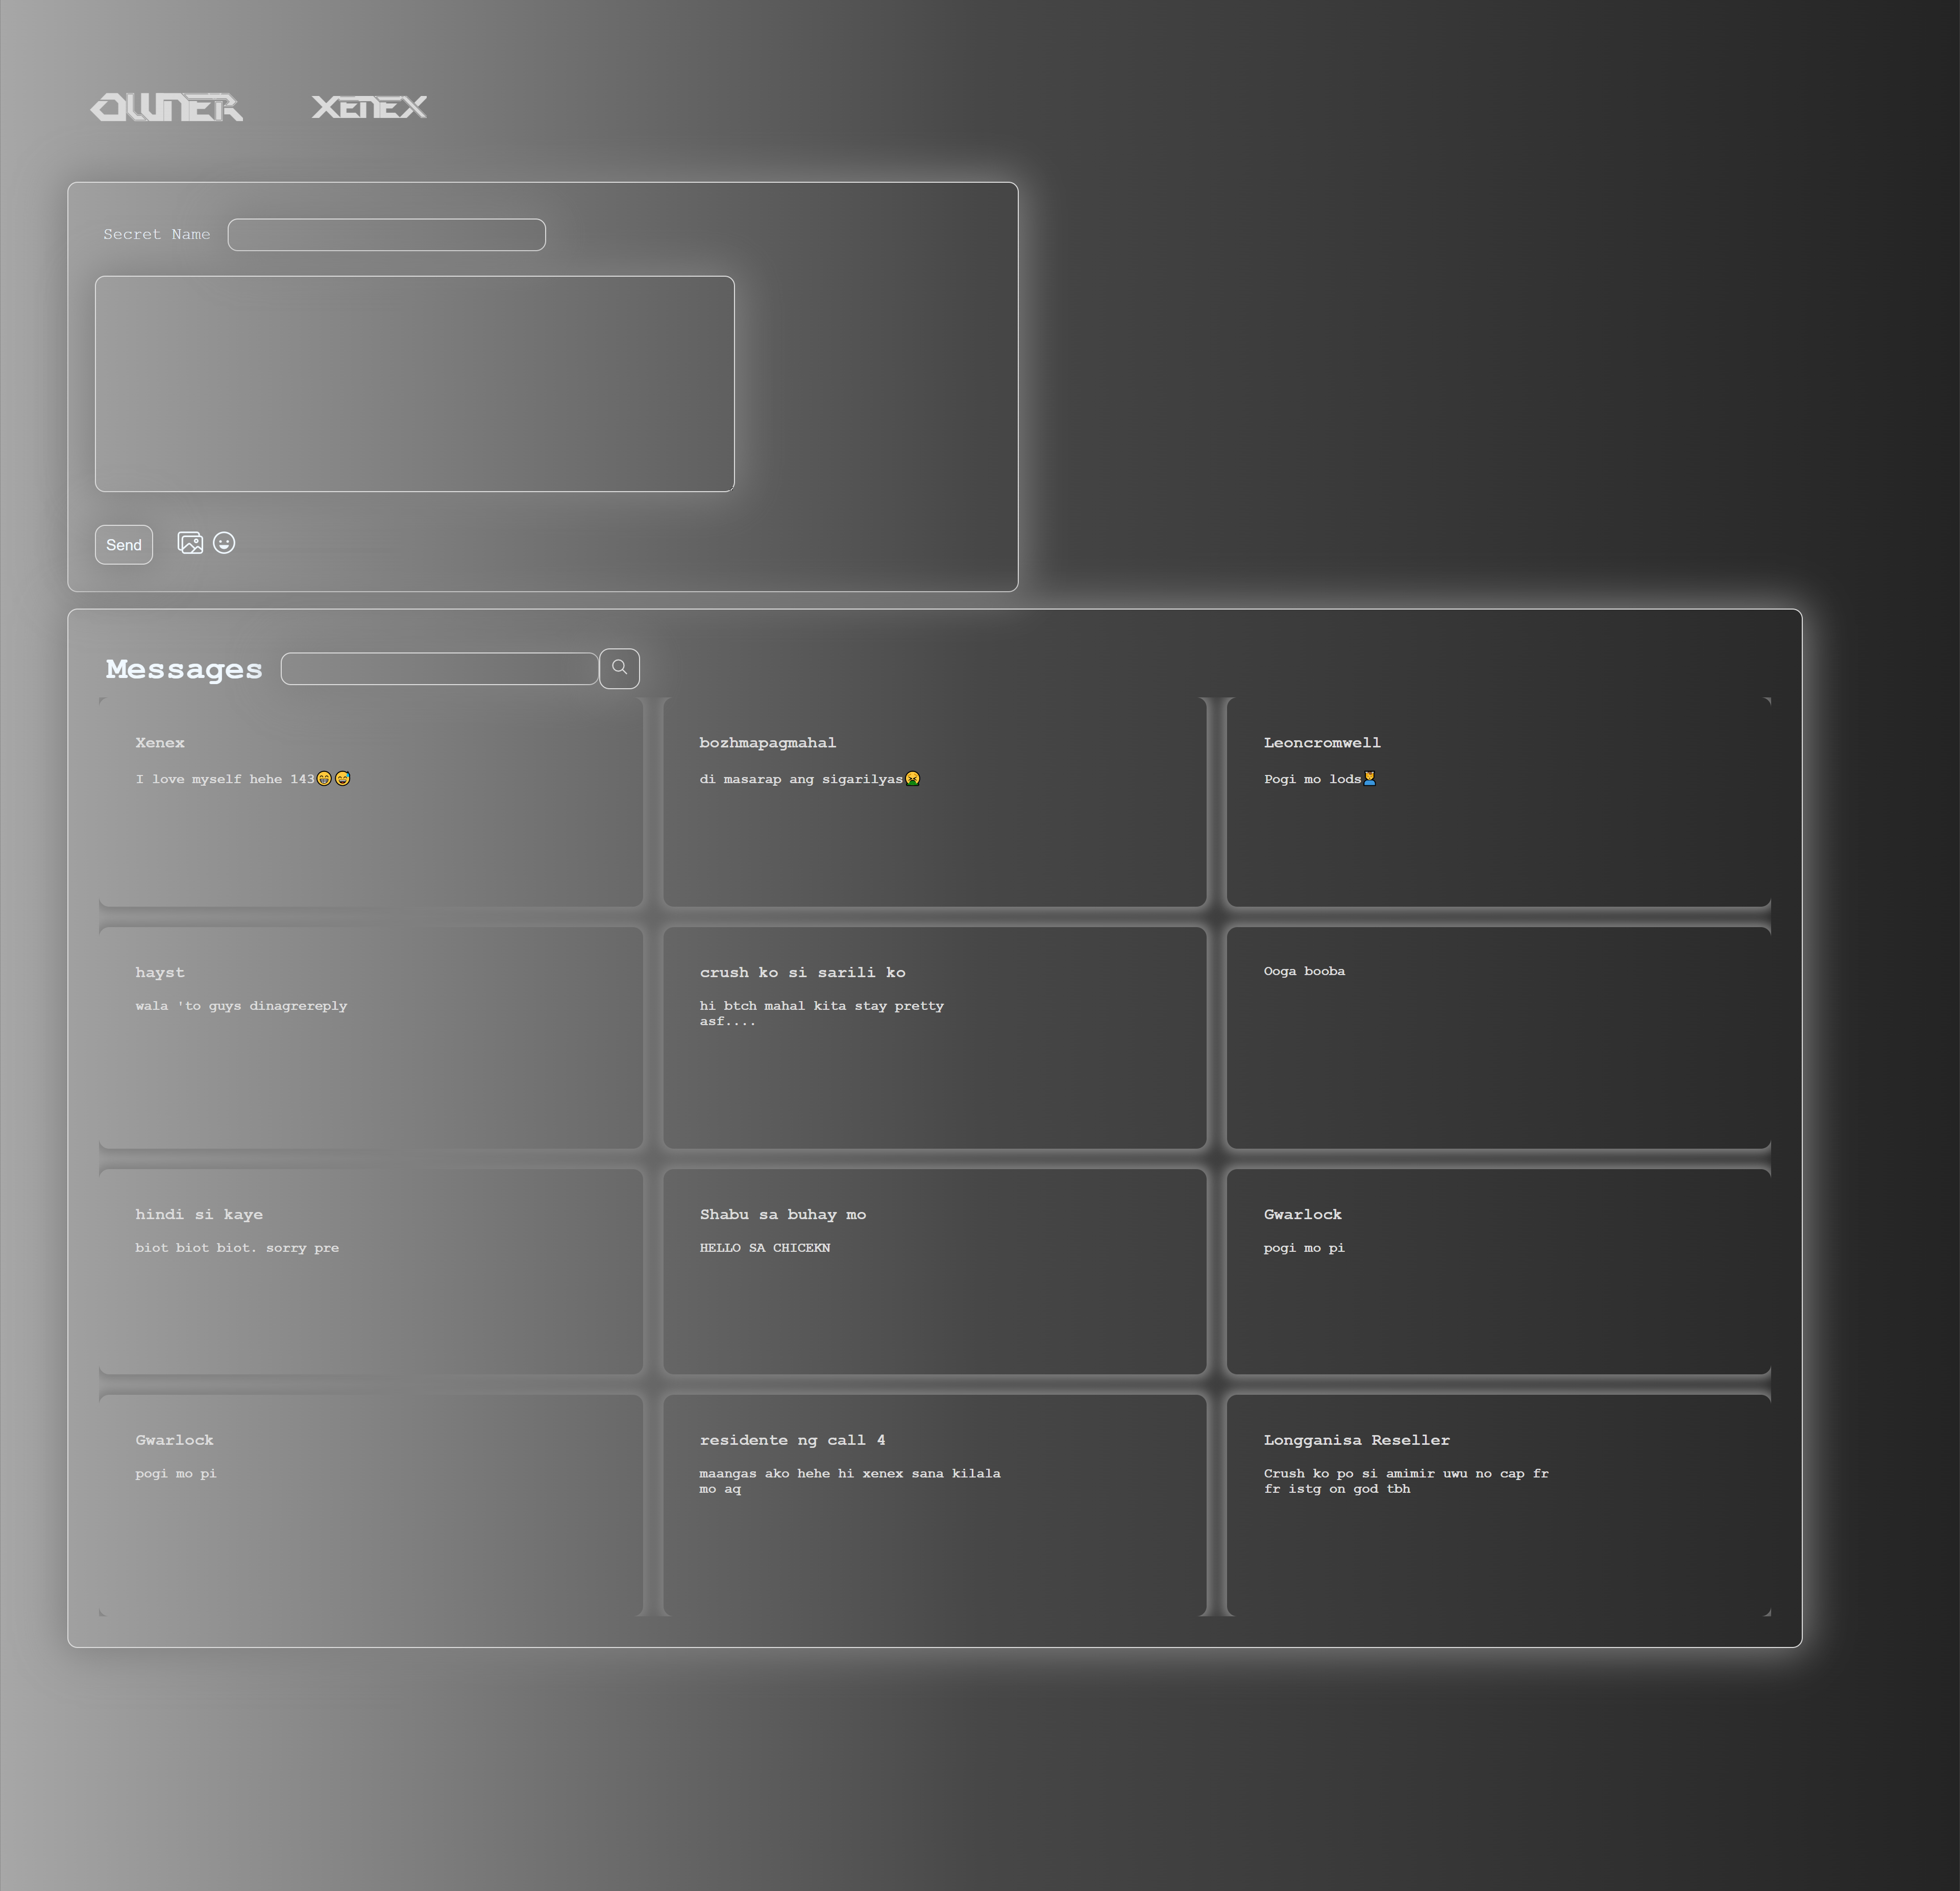 OWNER XENEX
Secret Name
Send
Messages
Xenex
I love myself hehe 143😁😅
bozhmapagmahal
di masarap ang sigarilyas🤮
Leoncromwell
Pogi mo lods💆‍♂️
hayst
wala 'to guys dinagrereply
crush ko si sarili ko
hi btch mahal kita stay pretty
asf....
Ooga booba
hindi si kaye
biot biot biot. sorry pre
Shabu sa buhay mo
HELLO SA CHICEKN
Gwarlock
pogi mo pi
Gwarlock
pogi mo pi
residente ng call 4
maangas ako hehe hi xenex sana kilala
mo aq
Longganisa Reseller
Crush ko po si amimir uwu no cap fr
fr istg on god tbh